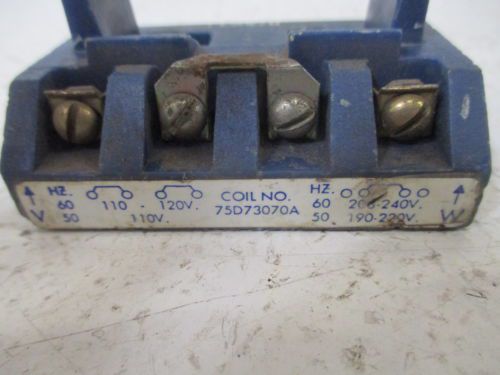 HZ.
60 110 - 120V.
V 50 110V.
COIL NO.
75D73070A
HZ.
60 208-240V.
50 190-220V. W